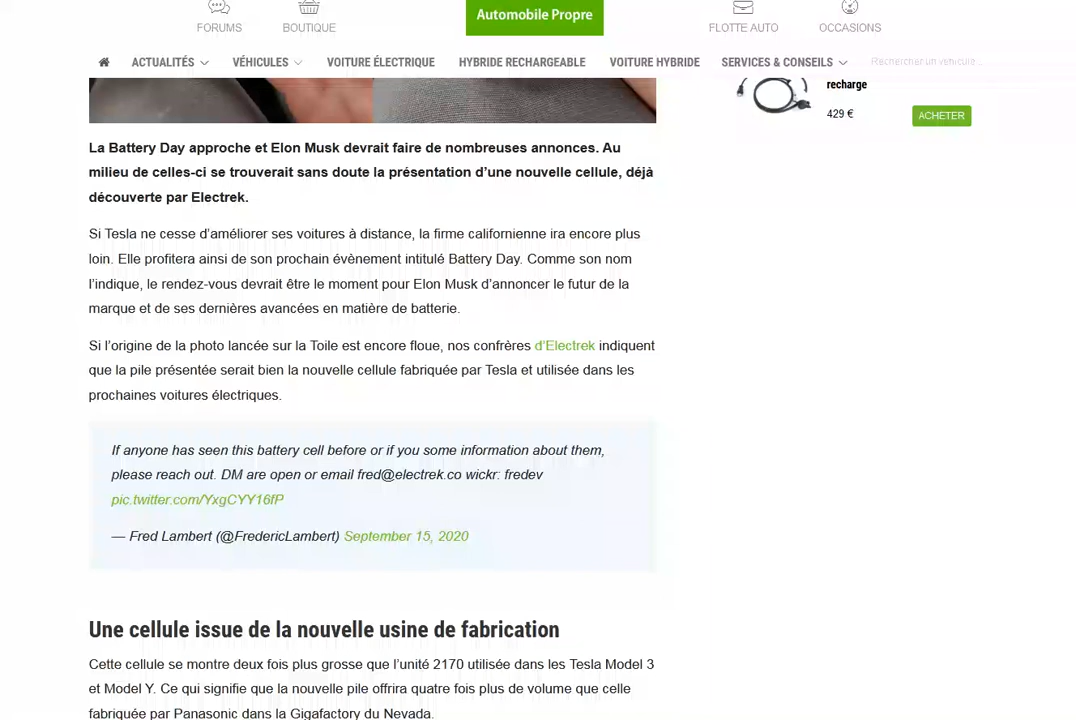 FORUMS
BOUTIQUE
Automobile Propre
FLOTTE AUTO
OCCASIONS
ACTUALITÉS
VÉHICULES
VOITURE ÉLECTRIQUE
HYBRIDE RECHARGEABLE
VOITURE HYBRIDE
SERVICES & CONSEILS
Rechercher un véhicule...
recharge
429 €
ACHETER
La Battery Day approche et Elon Musk devrait faire de nombreuses annonces. Au
milieu de celles-ci se trouverait sans doute la présentation d’une nouvelle cellule, déjà
découverte par Electrek.
Si Tesla ne cesse d’améliorer ses voitures à distance, la firme californienne ira encore plus
loin. Elle profitera ainsi de son prochain évènement intitulé Battery Day. Comme son nom
l’indique, le rendez-vous devrait être le moment pour Elon Musk d’annoncer le futur de la
marque et de ses dernières avancées en matière de batterie.
Si l’origine de la photo lancée sur la Toile est encore floue, nos confrères d’Electrek indiquent
que la pile présentée serait bien la nouvelle cellule fabriquée par Tesla et utilisée dans les
prochaines voitures électriques.
If anyone has seen this battery cell before or if you some information about them,
please reach out. DM are open or email fred@electrek.co wickr: fredev
pic.twitter.com/YxgCYY16fP
— Fred Lambert (@FredericLambert) September 15, 2020
Une cellule issue de la nouvelle usine de fabrication
Cette cellule se montre deux fois plus grosse que l’unité 2170 utilisée dans les Tesla Model 3
et Model Y. Ce qui signifie que la nouvelle pile offrira quatre fois plus de volume que celle
fabriquée par Panasonic dans la Gigafactory du Nevada.